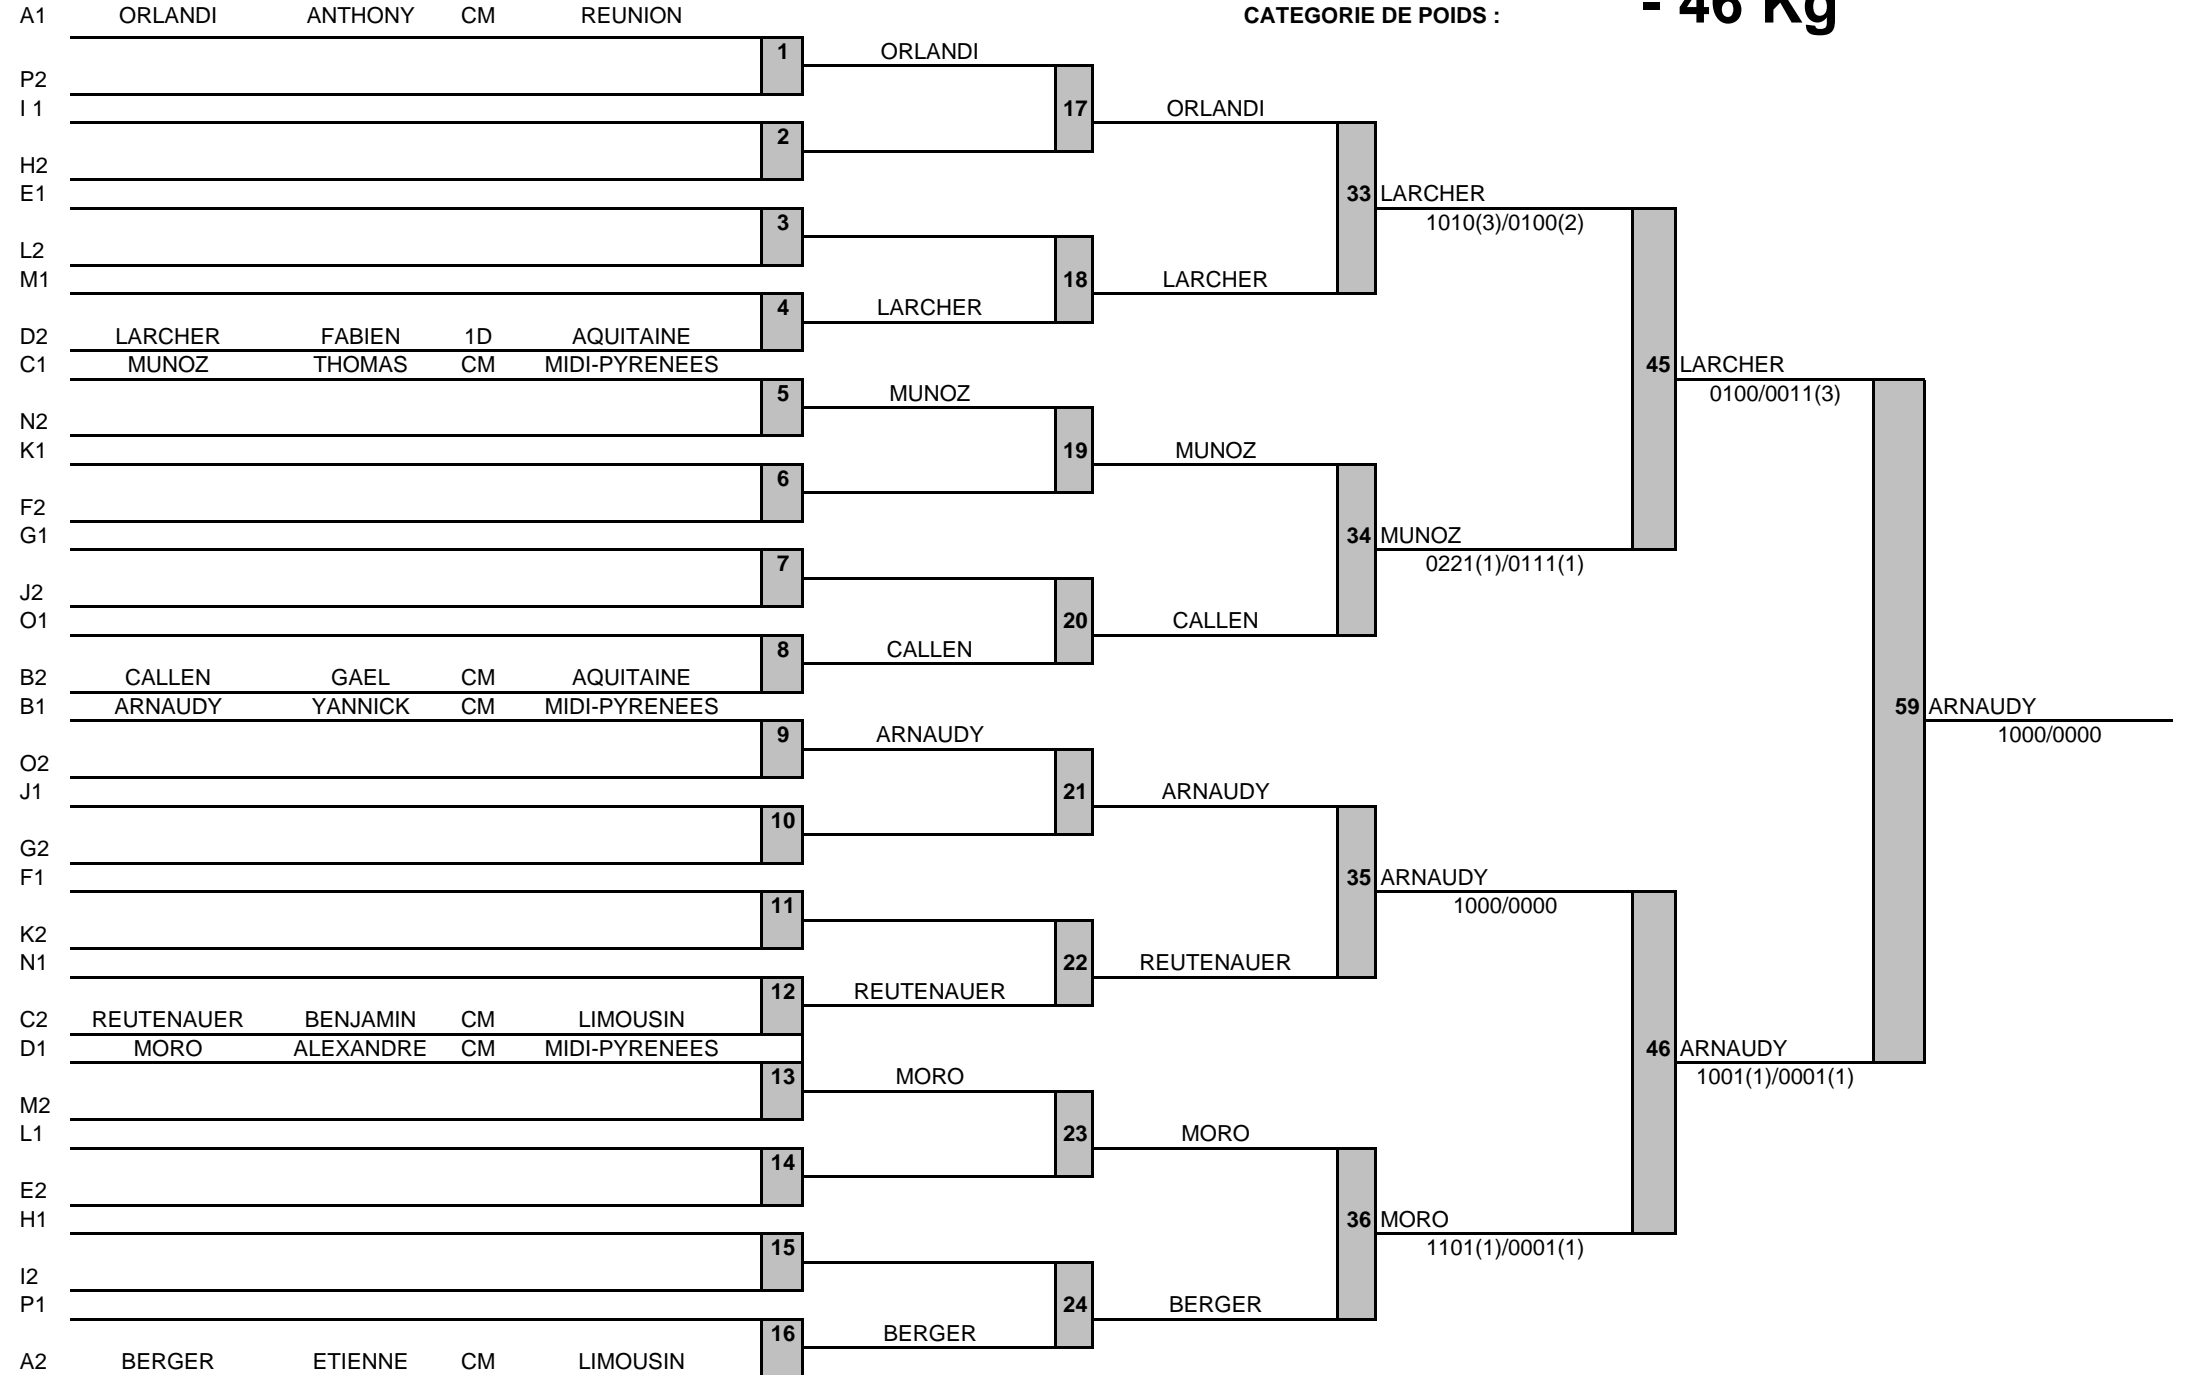 A1 ORLANDI ANTHONY CM REUNION CATEGORIE DE POIDS : - 46 Kg
1 ORLANDI
P2
I 1 17 ORLANDI
2
H2
E1 33 LARCHER
3 1010(3)/0100(2)
L2
M1 18 LARCHER
4 LARCHER
D2 LARCHER FABIEN 1D AQUITAINE
C1 MUNOZ THOMAS CM MIDI-PYRENEES 45 LARCHER
5 MUNOZ 0100/0011(3)
N2
K1 19 MUNOZ
6
F2
G1 34 MUNOZ
7 0221(1)/0111(1)
J2
O1 20 CALLEN
8 CALLEN
B2 CALLEN GAEL CM AQUITAINE
B1 ARNAUDY YANNICK CM MIDI-PYRENEES 59 ARNAUDY
9 ARNAUDY 1000/0000
O2
J1 21 ARNAUDY
10
G2
F1 35 ARNAUDY
11 1000/0000
K2
N1 22 REUTENAUER
12 REUTENAUER
C2 REUTENAUER BENJAMIN CM LIMOUSIN
D1 MORO ALEXANDRE CM MIDI-PYRENEES 46 ARNAUDY
13 MORO 1001(1)/0001(1)
M2
L1 23 MORO
14
E2
H1 36 MORO
15 1101(1)/0001(1)
I2
P1 24 BERGER
16 BERGER
A2 BERGER ETIENNE CM LIMOUSIN